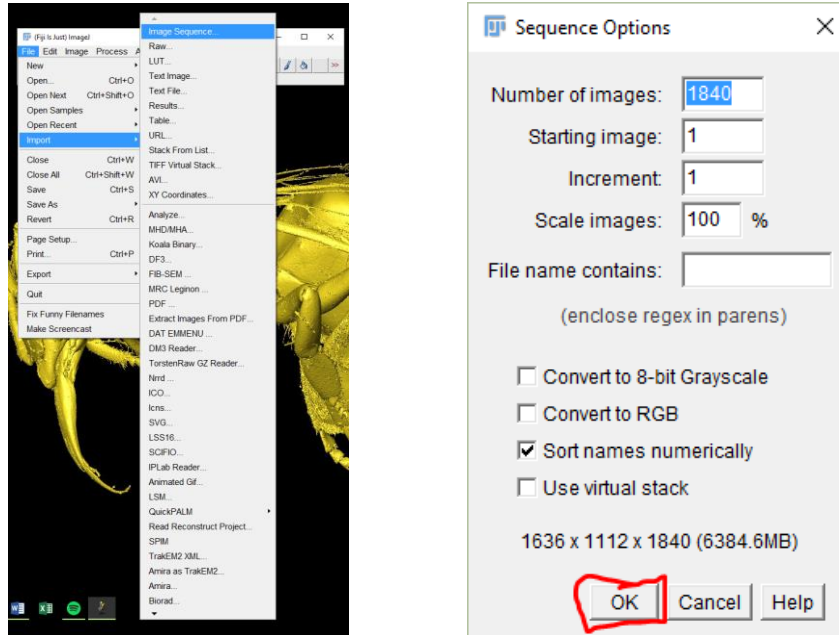 (Fiji Is Just) ImageJ
File Edit Image Process A
New
Open... Ctrl+O
Open Next Ctrl+Shift+O
Open Samples
Open Recent
Import
Close Ctrl+W
Close All Ctrl+Shift+W
Save Ctrl+S
Save As
Revert Ctrl+R
Page Setup...
Print... Ctrl+P
Export
Quit
Fix Funny Filenames
Make Screencast
Image Sequence...
Raw...
LUT...
Text Image...
Text File...
Results...
Table...
URL...
Stack From List...
TIFF Virtual Stack...
AVI...
XY Coordinates...
Analyze...
MHD/MHA...
Koala Binary...
DF3...
FIB-SEM ...
MRC Leginon ...
PDF ...
Extract Images From PDF...
DAT EMMENU ...
DM3 Reader...
TorstenRaw GZ Reader...
Nrrd ...
ICO...
Icns...
SVG...
LSS16...
SCIFIO...
IPLab Reader...
Animated Gif...
LSM...
QuickPALM
Read Reconstruct Project...
SPIM
TrakEM2 XML...
Amira as TrakEM2...
Amira...
Biorad...
Sequence Options
Number of images: 1840
Starting image: 1
Increment: 1
Scale images: 100 %
File name contains:
(enclose regex in parens)
Convert to 8-bit Grayscale
Convert to RGB
Sort names numerically
Use virtual stack
1636 x 1112 x 1840 (6384.6MB)
OK Cancel Help